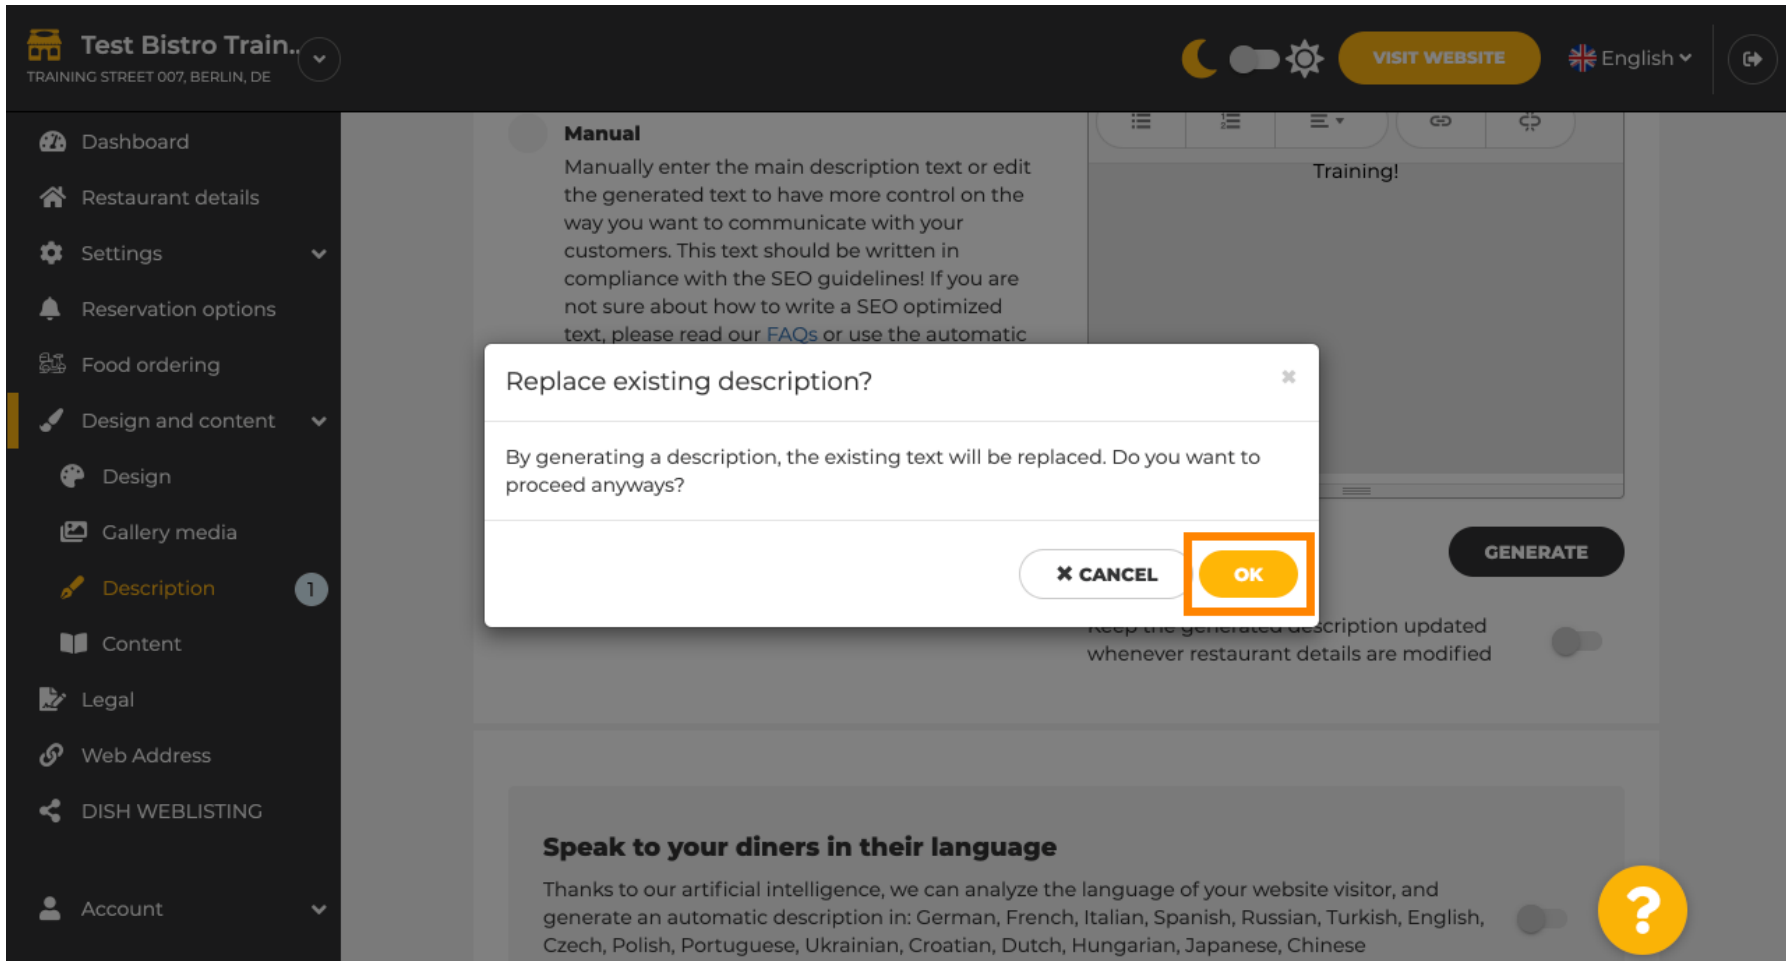 Test Bistro Train..
TRAINING STREET 007, BERLIN, DE
VISIT WEBSITE
English
Dashboard
Restaurant details
Settings
Reservation options
Food ordering
Design and content
Design
Gallery media
Description
1
Content
Legal
Web Address
DISH WEBLISTING
Account
Manual
Manually enter the main description text or edit
the generated text to have more control on the
way you want to communicate with your
customers. This text should be written in
compliance with the SEO guidelines! If you are
not sure about how to write a SEO optimized
text, please read our FAQs or use the automatic
Training!
Replace existing description?
By generating a description, the existing text will be replaced. Do you want to
proceed anyways?
CANCEL
OK
GENERATE
Keep the generated description updated
whenever restaurant details are modified
Speak to your diners in their language
Thanks to our artificial intelligence, we can analyze the language of your website visitor, and
generate an automatic description in: German, French, Italian, Spanish, Russian, Turkish, English,
Czech, Polish, Portuguese, Ukrainian, Croatian, Dutch, Hungarian, Japanese, Chinese
?